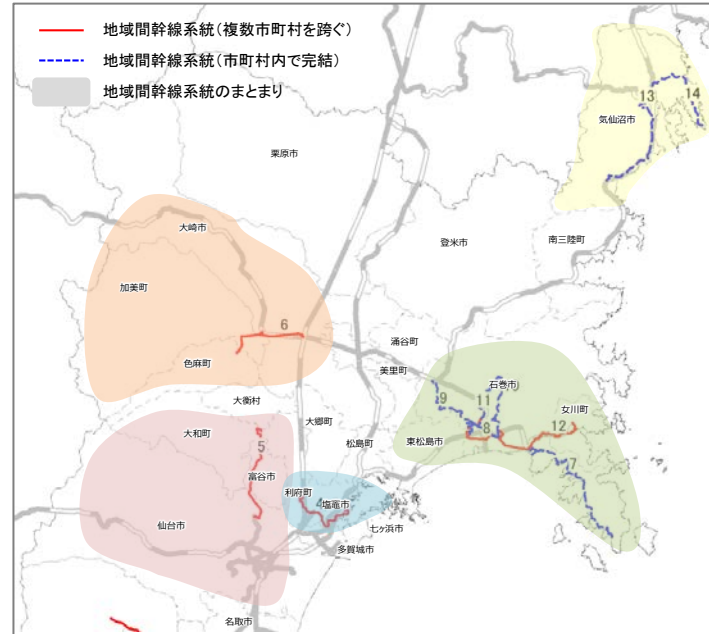 地域間幹線系統(複数市町村を跨ぐ)
地域間幹線系統(市町村内で完結)
地域間幹線系統のまとまり
13
14
気仙沼市
栗原市
大崎市
登米市
南三陸町
加美町
6
色麻町
涌谷町
美里町
大衡村
9
11
石巻市
女川町
12
8
大郷町
大和町
松島町
東松島市
5
7
富谷市
利府町
4
塩竈市
仙台市
七ヶ浜市
多賀城市
名取市